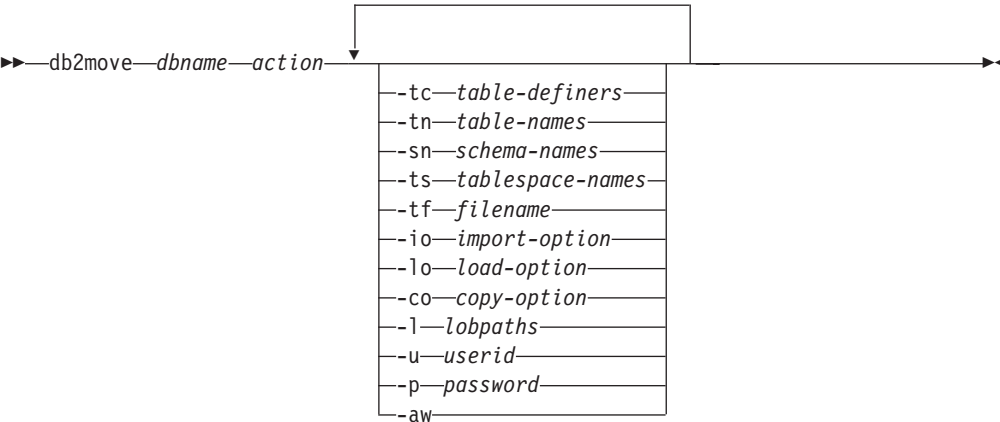 db2move dbname action
-tc table-definers
-tn table-names
-sn schema-names
-ts tablespace-names
-tf filename
-io import-option
-lo load-option
-co copy-option
-l lobpaths
-u userid
-p password
-aw